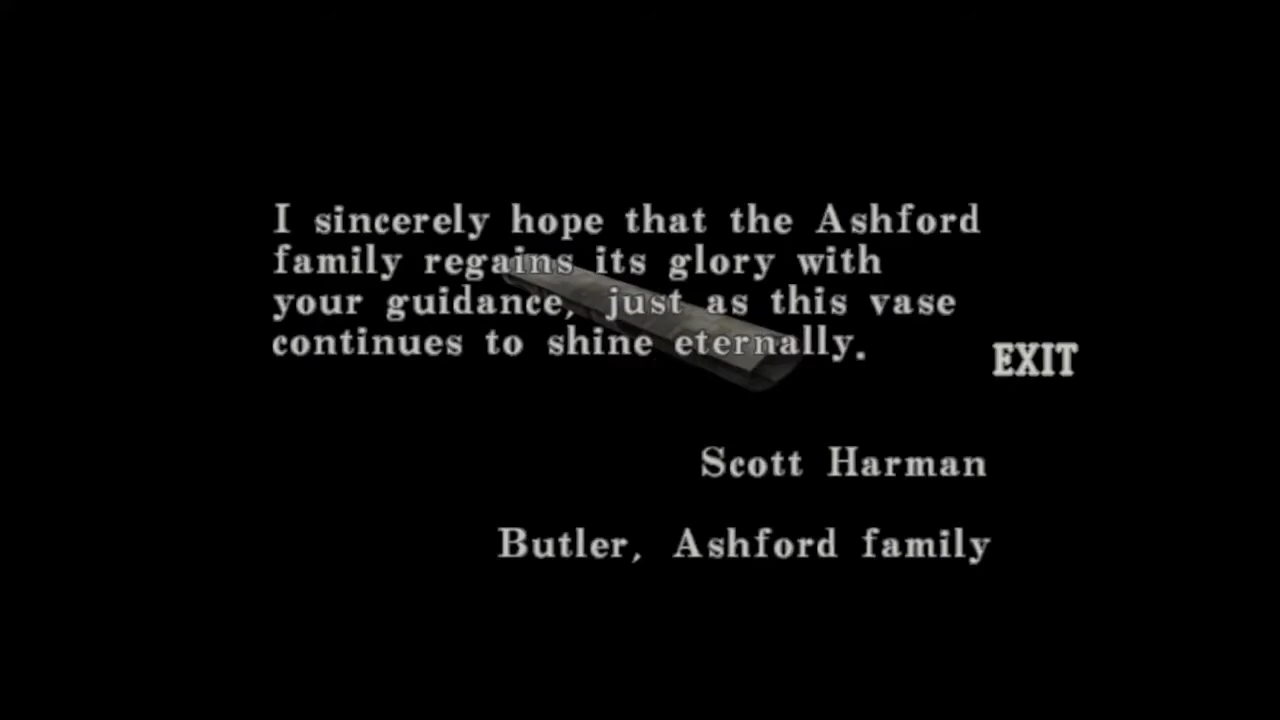 I sincerely hope that the Ashford
family regains its glory with
your guidance, just as this vase
continues to shine eternally.
EXIT
Scott Harman
Butler, Ashford family